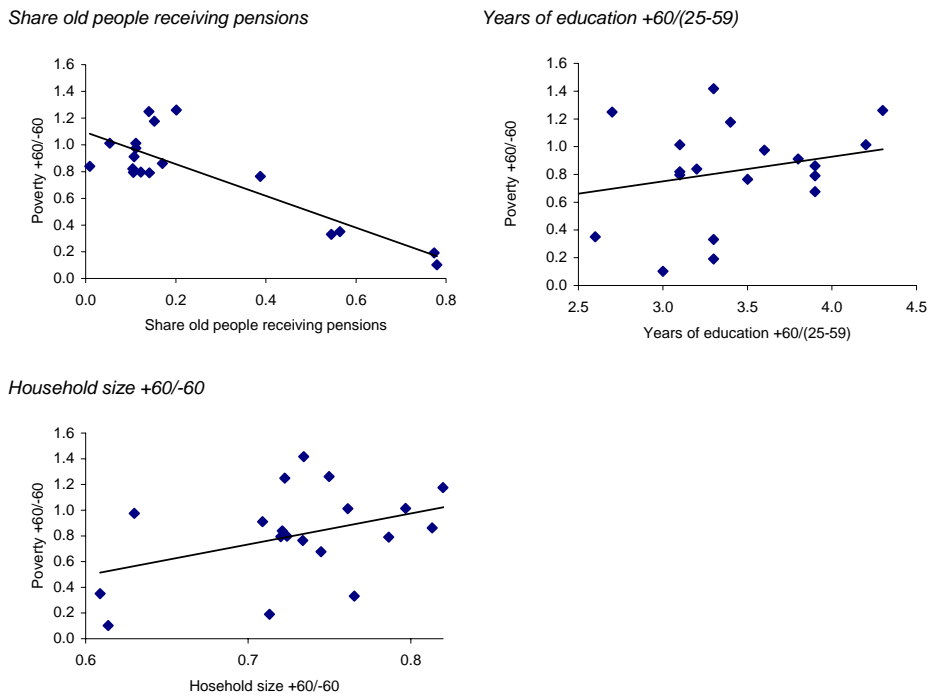 Share old people receiving pensions
Poverty +60/-60
1.6
1.4
1.2
1.0
0.8
0.6
0.4
0.2
0.0
0.0 0.2 0.4 0.6 0.8
Share old people receiving pensions
Years of education +60/(25-59)
Poverty +60/-60
1.6
1.4
1.2
1.0
0.8
0.6
0.4
0.2
0.0
2.5 3.0 3.5 4.0 4.5
Years of education +60/(25-59)
Household size +60/-60
Poverty +60/-60
1.6
1.4
1.2
1.0
0.8
0.6
0.4
0.2
0.0
0.6 0.7 0.8
Hosehold size +60/-60